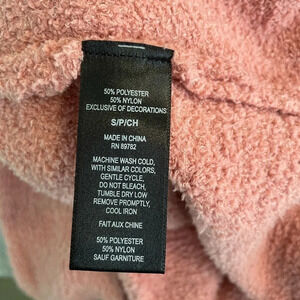 50% POLYESTER
50% NYLON
EXCLUSIVE OF DECORATIONS
S/P/CH
MADE IN CHINA
RN 89782
MACHINE WASH COLD,
WITH SIMILAR COLORS,
GENTLE CYCLE,
DO NOT BLEACH,
TUMBLE DRY LOW
REMOVE PROMPTLY,
COOL IRON
FAIT AUX CHINE
50% POLYESTER
50% NYLON
SAUF GARNITURE